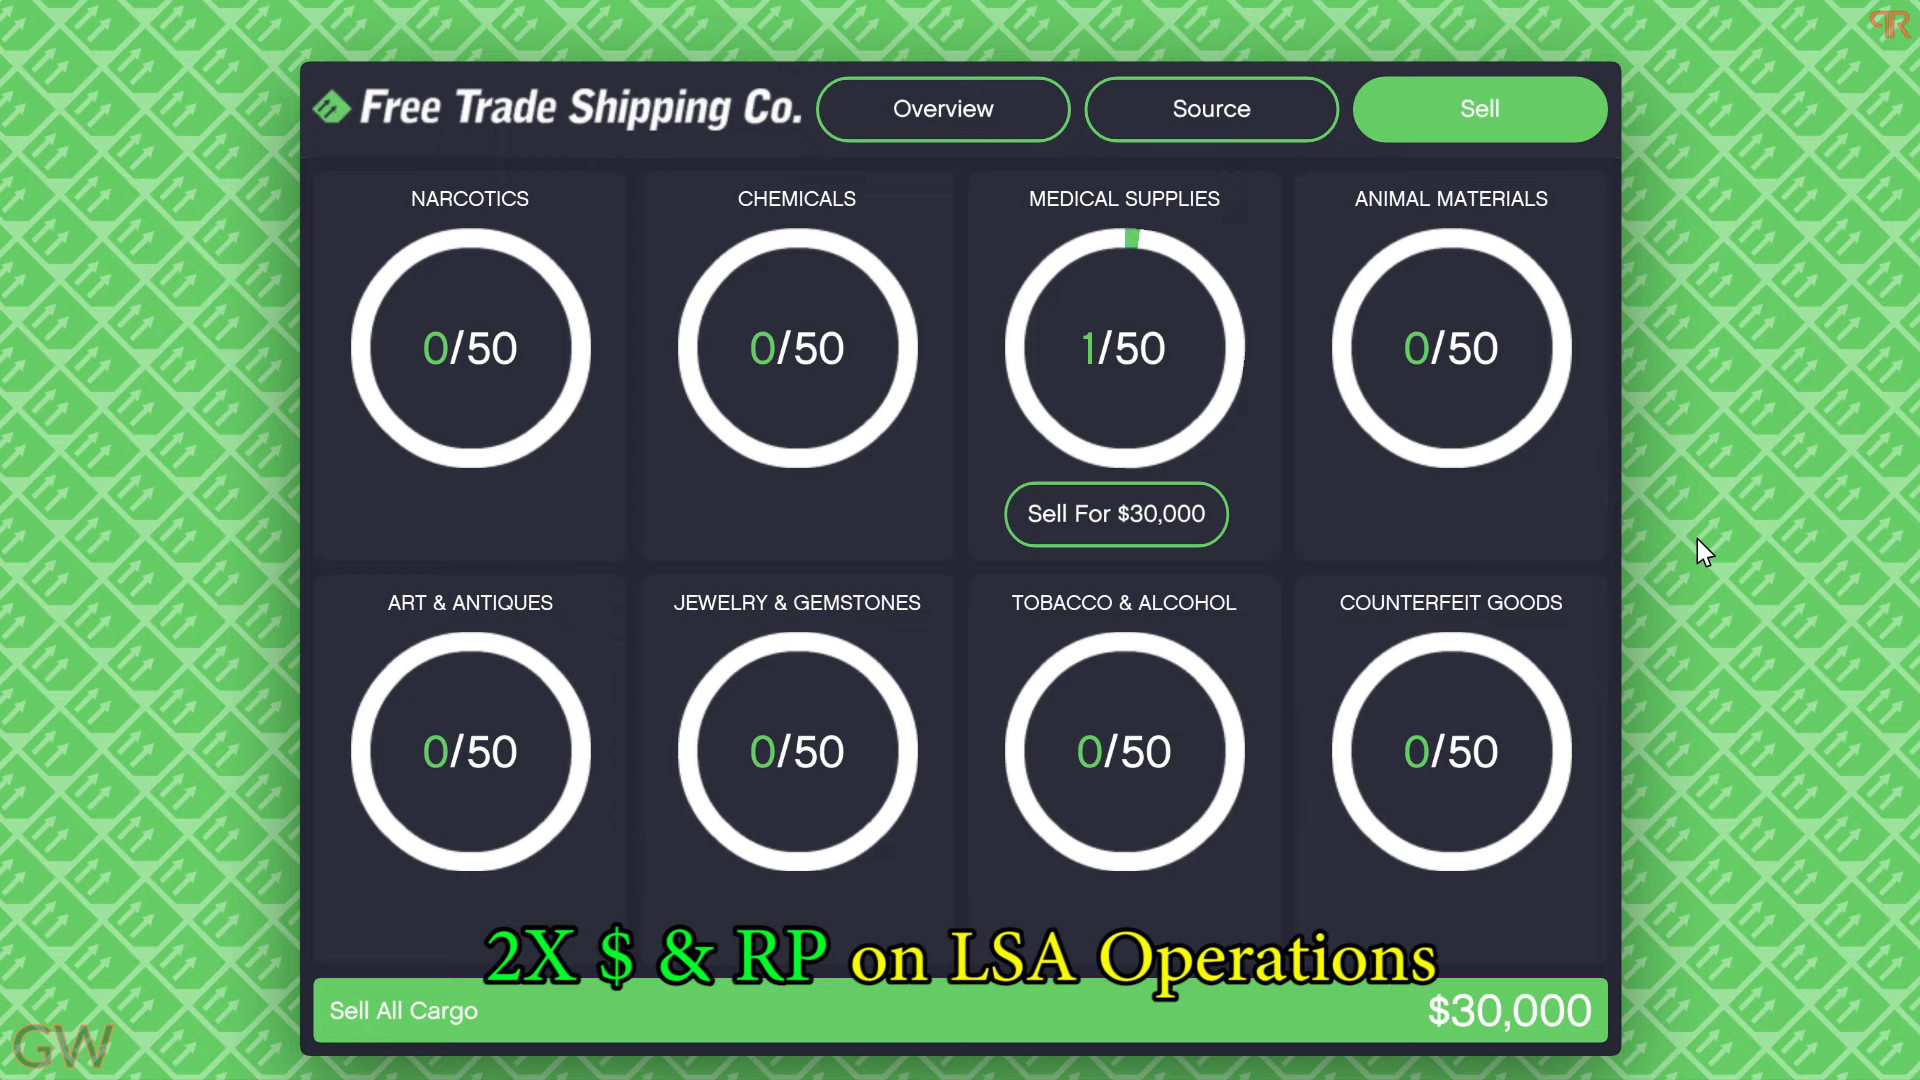 Free Trade Shipping Co.
Overview
Source
Sell
NARCOTICS
CHEMICALS
MEDICAL SUPPLIES
ANIMAL MATERIALS
0/50
0/50
1/50
0/50
Sell For $30,000
ART & ANTIQUES
JEWELRY & GEMSTONES
TOBACCO & ALCOHOL
COUNTERFEIT GOODS
0/50
0/50
0/50
0/50
2X $ & RP on LSA Operations
Sell All Cargo
$30,000
GW